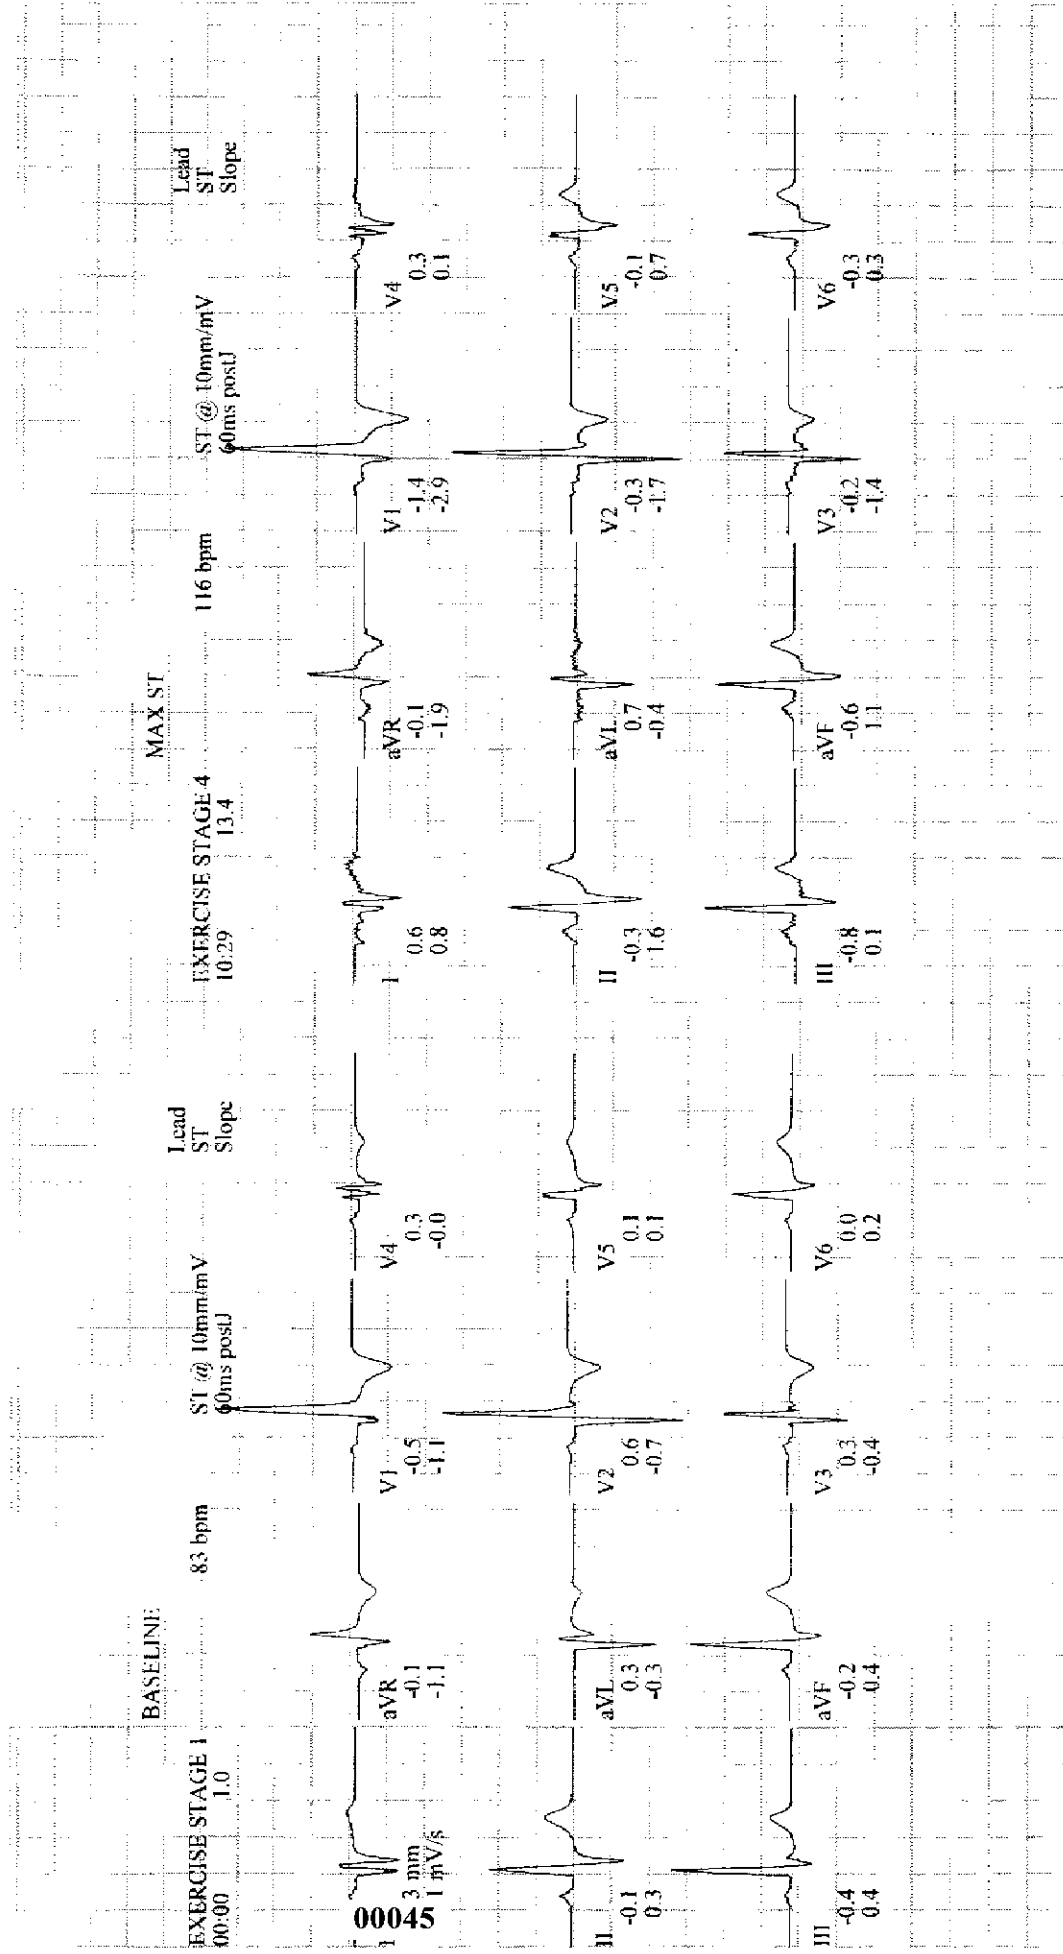 BASELINE
EXERCISE STAGE 1
00:00 1.0 83 bpm
ST @ 10mm/mV
60ms postJ
Lead
ST
Slope
I
3 mm
1 mV/s
00045
aVR
-0.1
-1.1
V1
-0.5
-1.1
V4
0.3
-0.0
II
-0.1
0.3
aVL
0.3
-0.3
V2
0.6
-0.7
V5
0.1
0.1
III
-0.4
0.4
aVF
-0.2
0.4
V3
0.3
-0.4
V6
0.0
0.2
MAX ST
EXERCISE STAGE 4
10:29 13.4 116 bpm
ST @ 10mm/mV
60ms postJ
Lead
ST
Slope
I
0.6
0.8
aVR
-0.1
-1.9
V1
-1.4
-2.9
V4
0.3
0.1
II
-0.3
1.6
aVL
0.7
-0.4
V2
-0.3
-1.7
V5
-0.1
0.7
III
-0.8
0.1
aVF
-0.6
1.1
V3
-0.2
-1.4
V6
-0.3
0.3